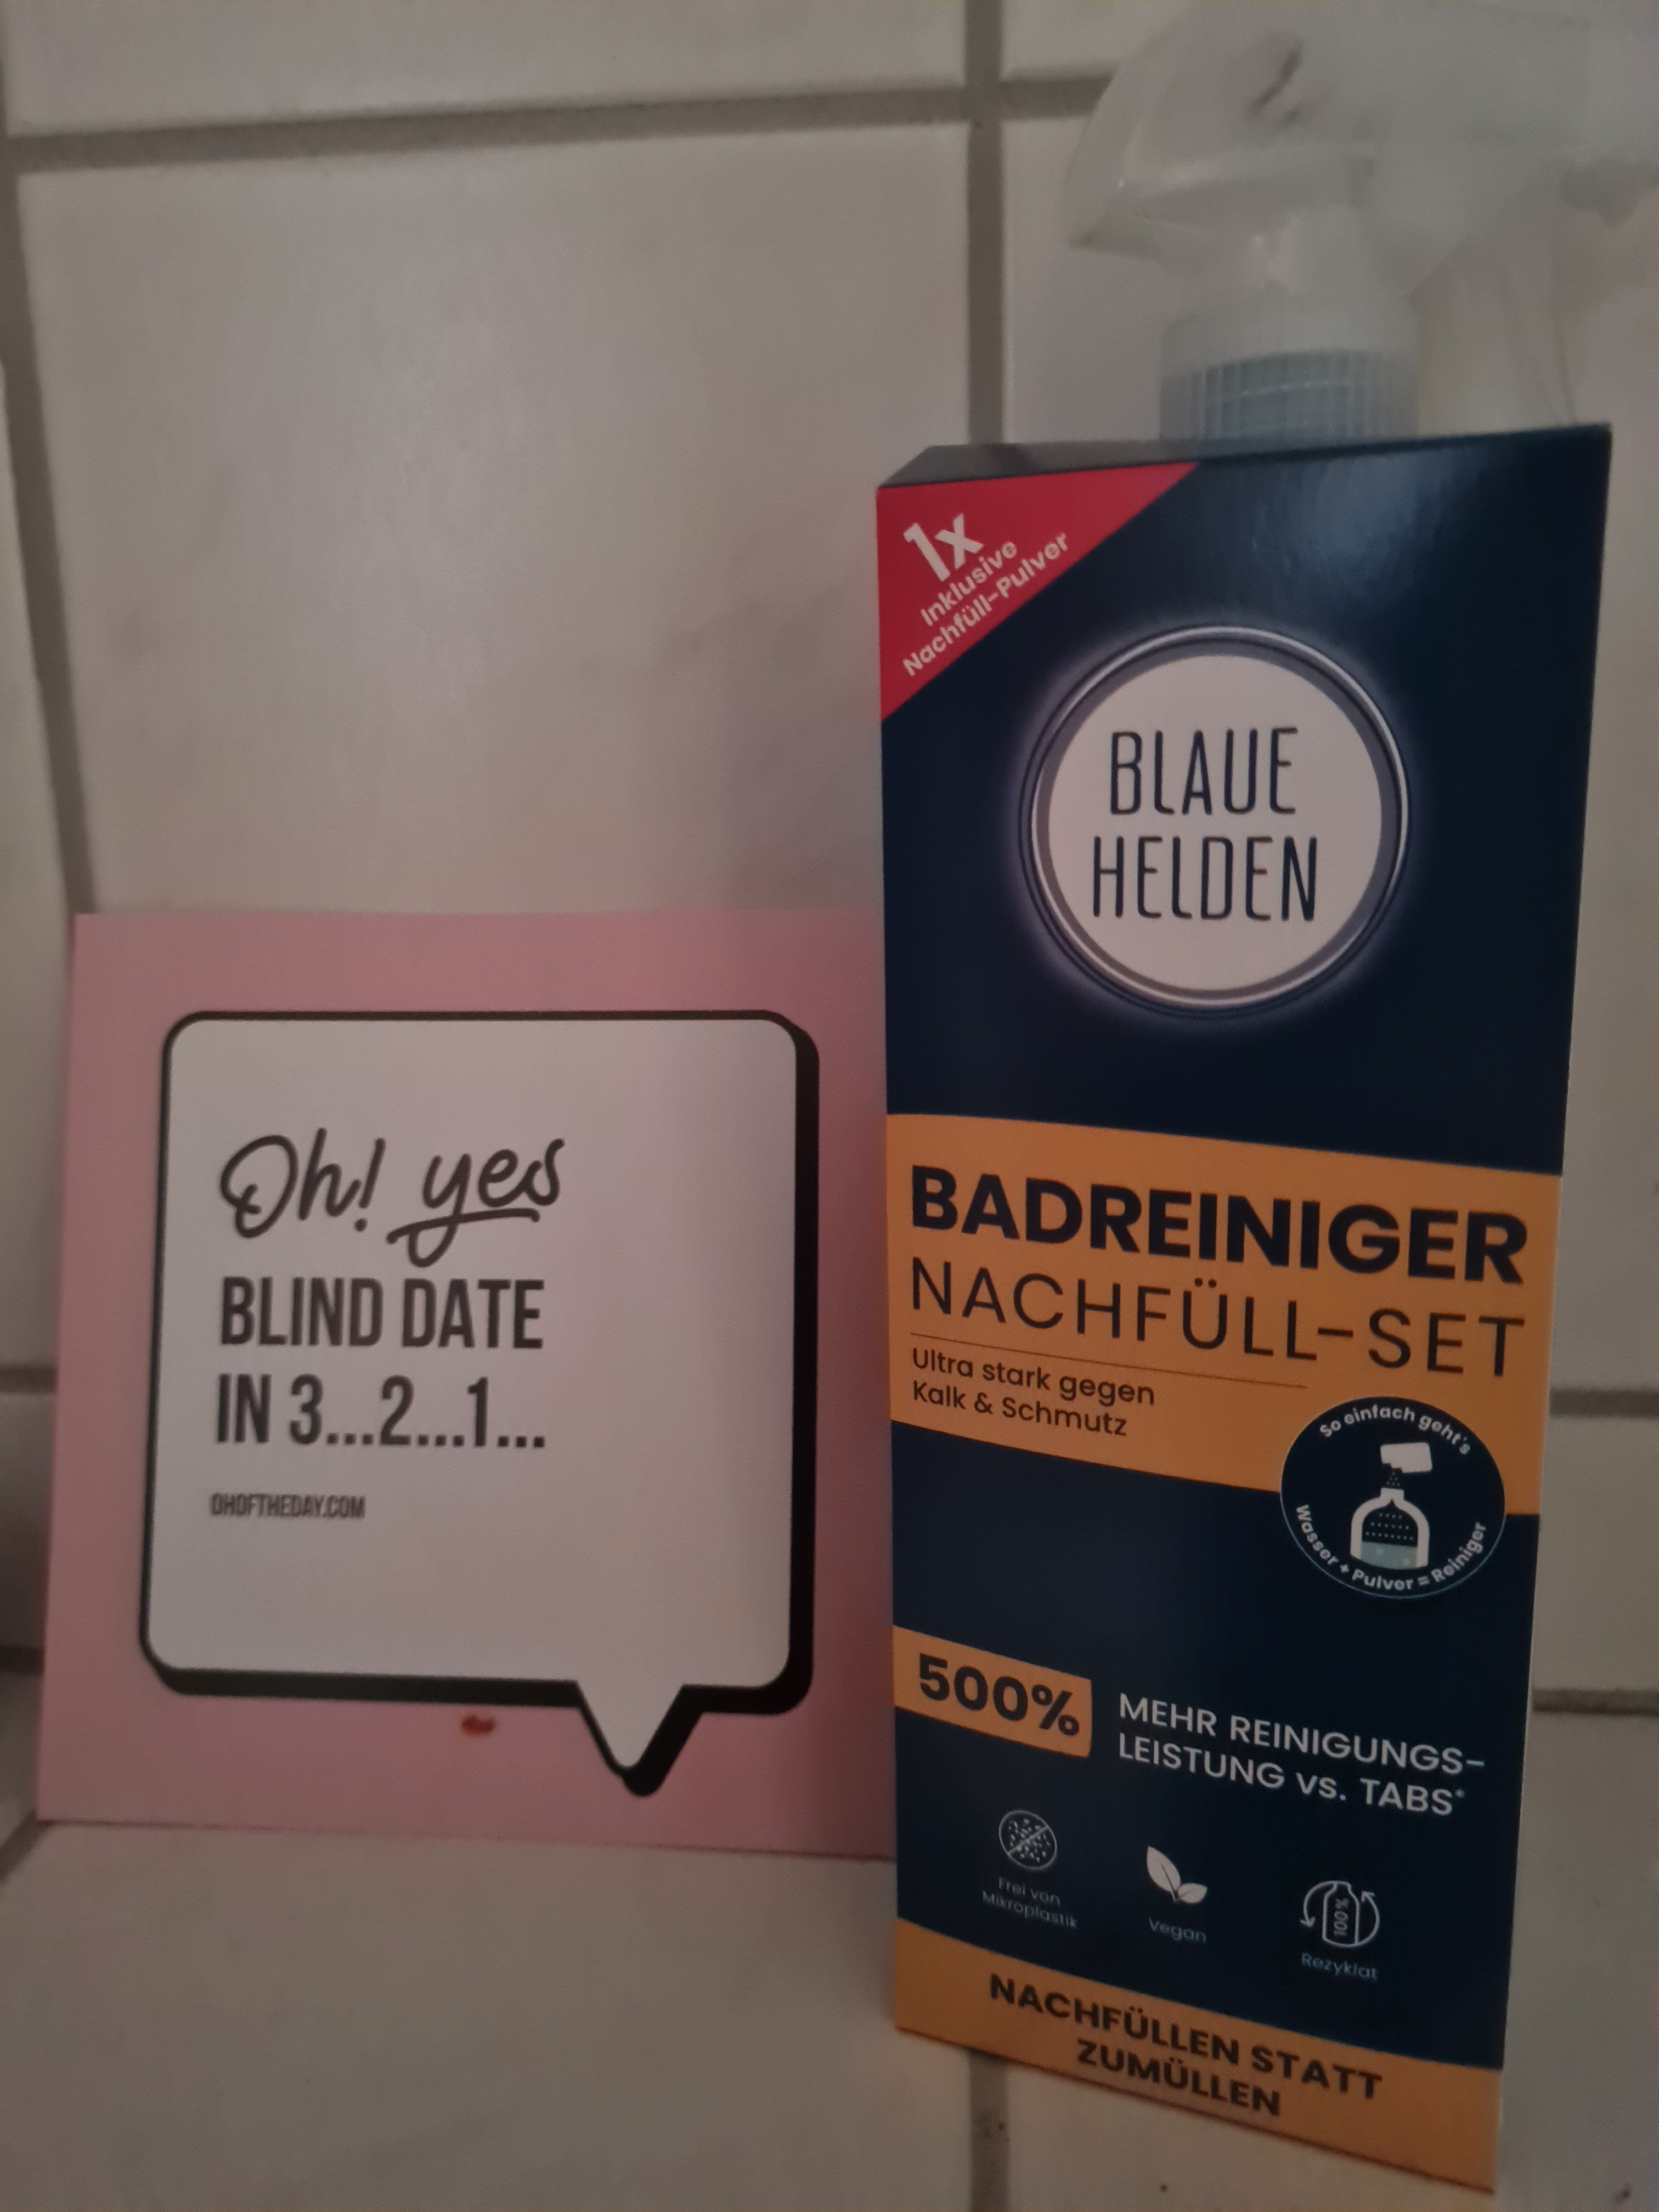 Oh! yes
BLIND DATE
IN 3...2...1...
OHOFTHEDAY.COM
1x
Inklusive
Nachfüll-Pulver
BLAUE
HELDEN
BADREINIGER
NACHFÜLL-SET
Ultra stark gegen
Kalk & Schmutz
So einfach geht's
Wasser + Pulver = Reiniger
500%
MEHR REINIGUNGS-
LEISTUNG vs. TABS*
Frei von
Mikroplastik
Vegan
100%
Rezyklat
NACHFÜLLEN STATT
ZUMÜLLEN